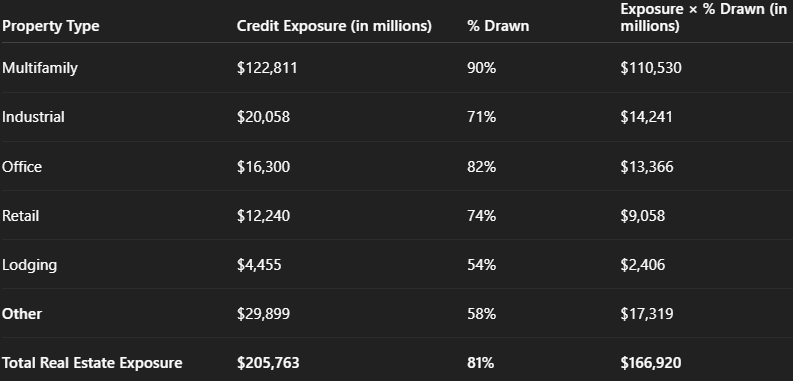 Property Type Credit Exposure (in millions) % Drawn Exposure × % Drawn (in millions)
Multifamily $122,811 90% $110,530
Industrial $20,058 71% $14,241
Office $16,300 82% $13,366
Retail $12,240 74% $9,058
Lodging $4,455 54% $2,406
Other $29,899 58% $17,319
Total Real Estate Exposure $205,763 81% $166,920